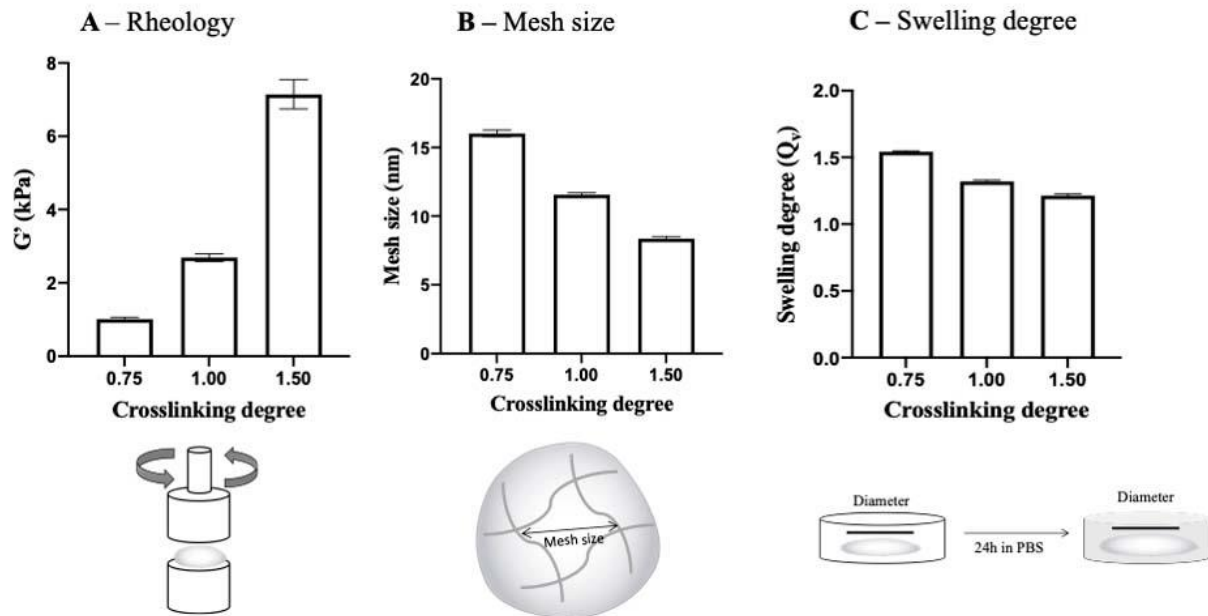 A – Rheology
8
6
4
2
0
G' (kPa)
0.75 1.00 1.50
Crosslinking degree
B – Mesh size
20
15
10
5
0
Mesh size (nm)
0.75 1.00 1.50
Crosslinking degree
Mesh size
C – Swelling degree
2.0
1.5
1.0
0.5
0.0
Swelling degree (Qv)
0.75 1.00 1.50
Crosslinking degree
Diameter
24h in PBS
Diameter